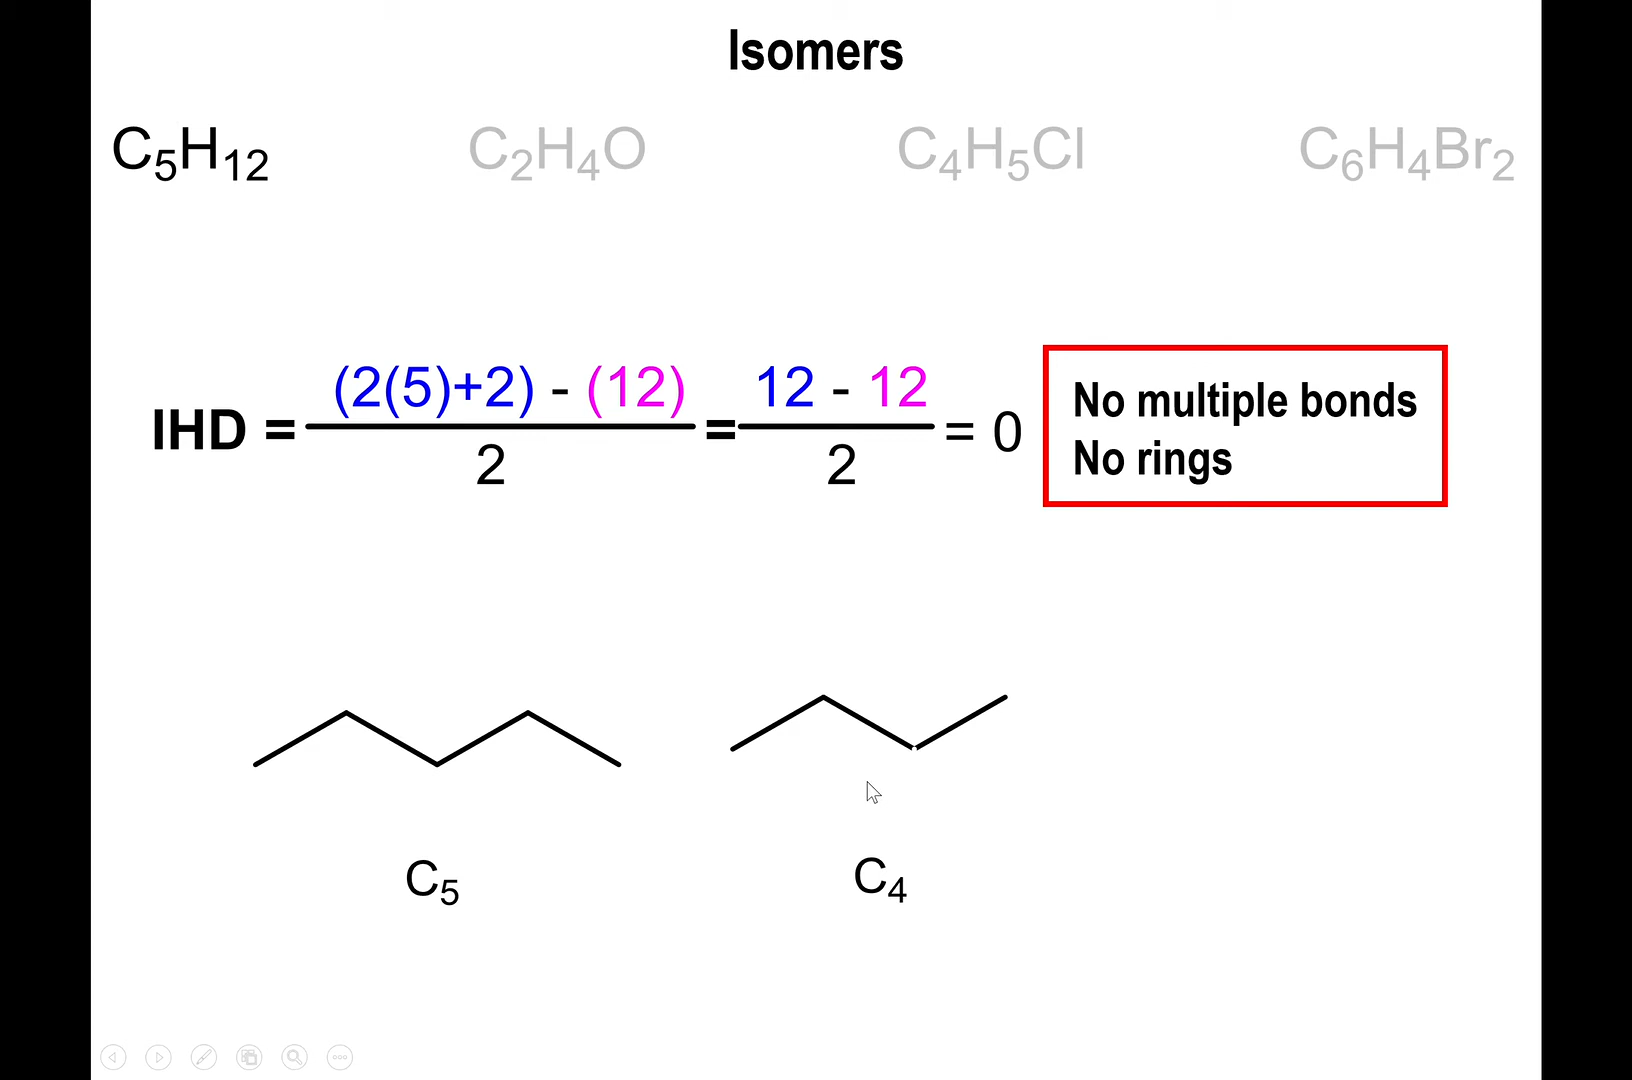 Isomers
C₅H₁₂ C₂H₄O C₄H₅Cl C₆H₄Br₂
IHD = (2(5)+2) - (12) / 2 = 12 - 12 / 2 = 0
No multiple bonds
No rings
C₅ C₄